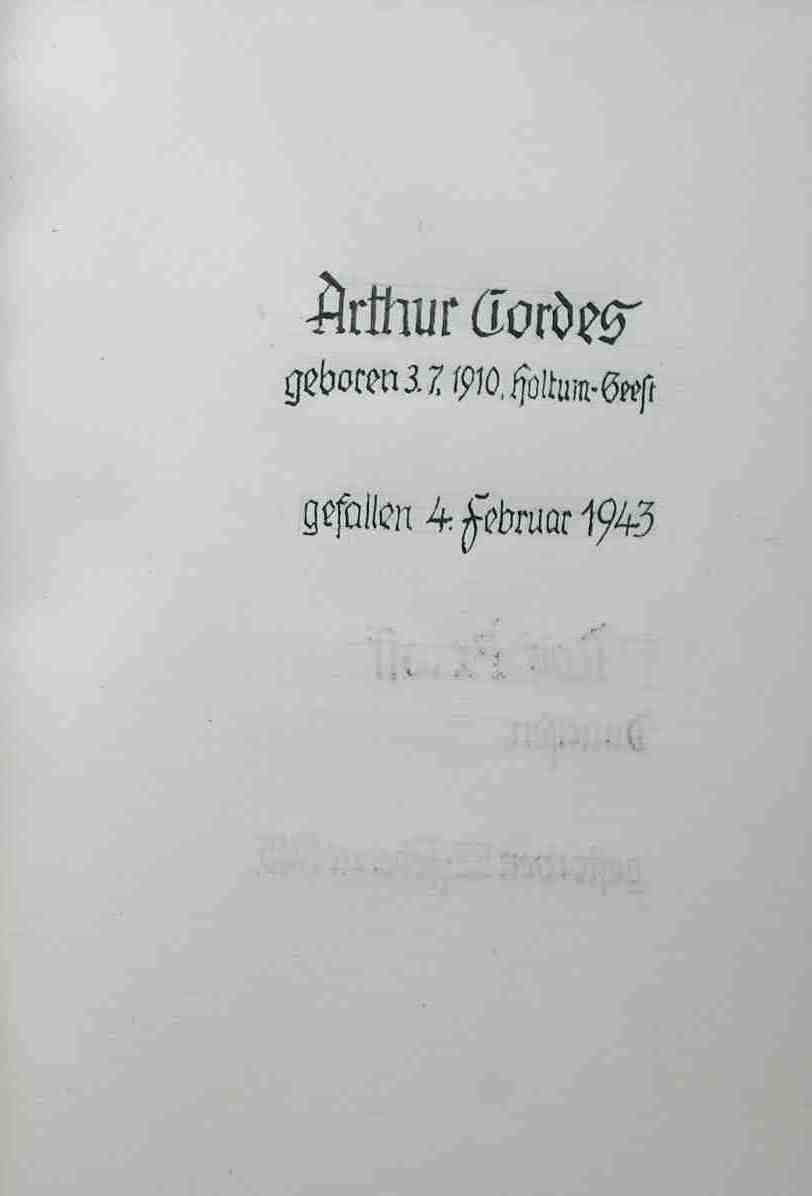 Arthur Cordes
geboren 3.7.1910, Holtum-Geest
gefallen 4. Februar 1943